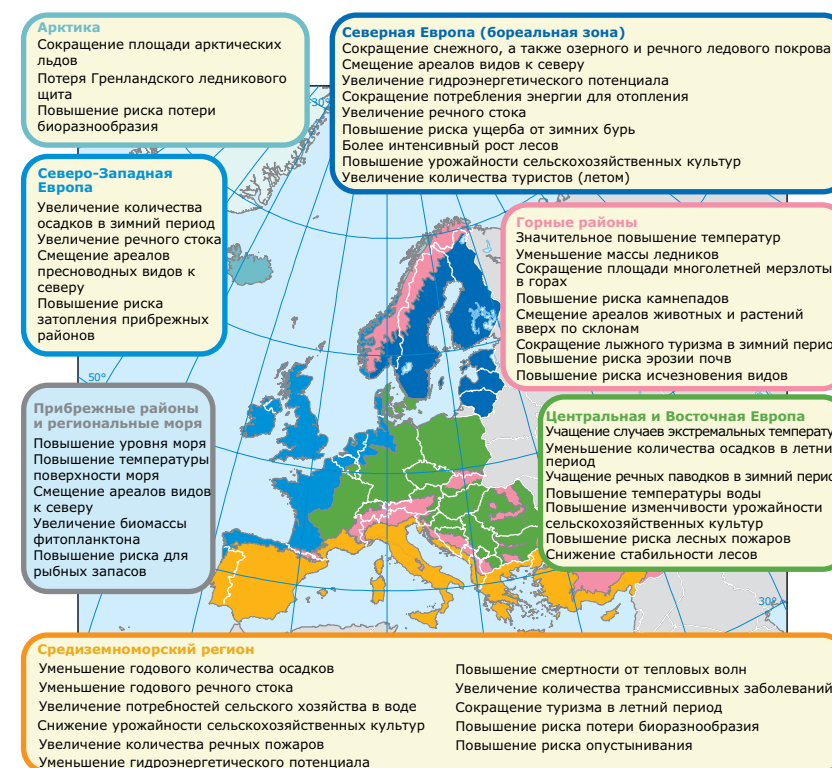 Арктика
Сокращение площади арктических
льдов
Потеря Гренландского ледникового
щита
Повышение риска потери
биоразнообразия
Северная Европа (бореальная зона)
Сокращение снежного, а также озерного и речного ледового покрова
Смещение ареалов видов к северу
Увеличение гидроэнергетического потенциала
Сокращение потребления энергии для отопления
Увеличение речного стока
Повышение риска ущерба от зимних бурь
Более интенсивный рост лесов
Повышение урожайности сельскохозяйственных культур
Увеличение количества туристов (летом)
30°
Северо-Западная
Европа
Увеличение количества
осадков в зимний период
Увеличение речного стока
Смещение ареалов
пресноводных видов к
северу
Повышение риска
затопления прибрежных
районов
Горные районы
Значительное повышение температур
Уменьшение массы ледников
Сокращение площади многолетней мерзлоты
в горах
Повышение риска камнепадов
Смещение ареалов животных и растений
вверх по склонам
Сокращение лыжного туризма в зимний перио
Повышение риска эрозии почв
Повышение риска исчезновения видов
50°
Прибрежные районы
и региональные моря
Повышение уровня моря
Повышение температуры
поверхности моря
Смещение ареалов видов
к северу
Увеличение биомассы
фитопланктона
Повышение риска для
рыбных запасов
Центральная и Восточная Европа
Учащение случаев экстремальных температу
Уменьшение количества осадков в летни
период
Учащение речных паводков в зимний перио
Повышение температуры воды
Повышение изменчивости урожайности
сельскохозяйственных культур
Повышение риска лесных пожаров
Снижение стабильности лесов
30°
Средиземноморский регион
Уменьшение годового количества осадков
Уменьшение годового речного стока
Увеличение потребностей сельского хозяйства в воде
Снижение урожайности сельскохозяйственных культур
Увеличение количества речных пожаров
Уменьшение гидроэнергетического потенциала
Повышение смертности от тепловых волн
Увеличение количества трансмиссивных заболеваний
Сокращение туризма в летний период
Повышение риска потери биоразнообразия
Повышение риска опустынивания